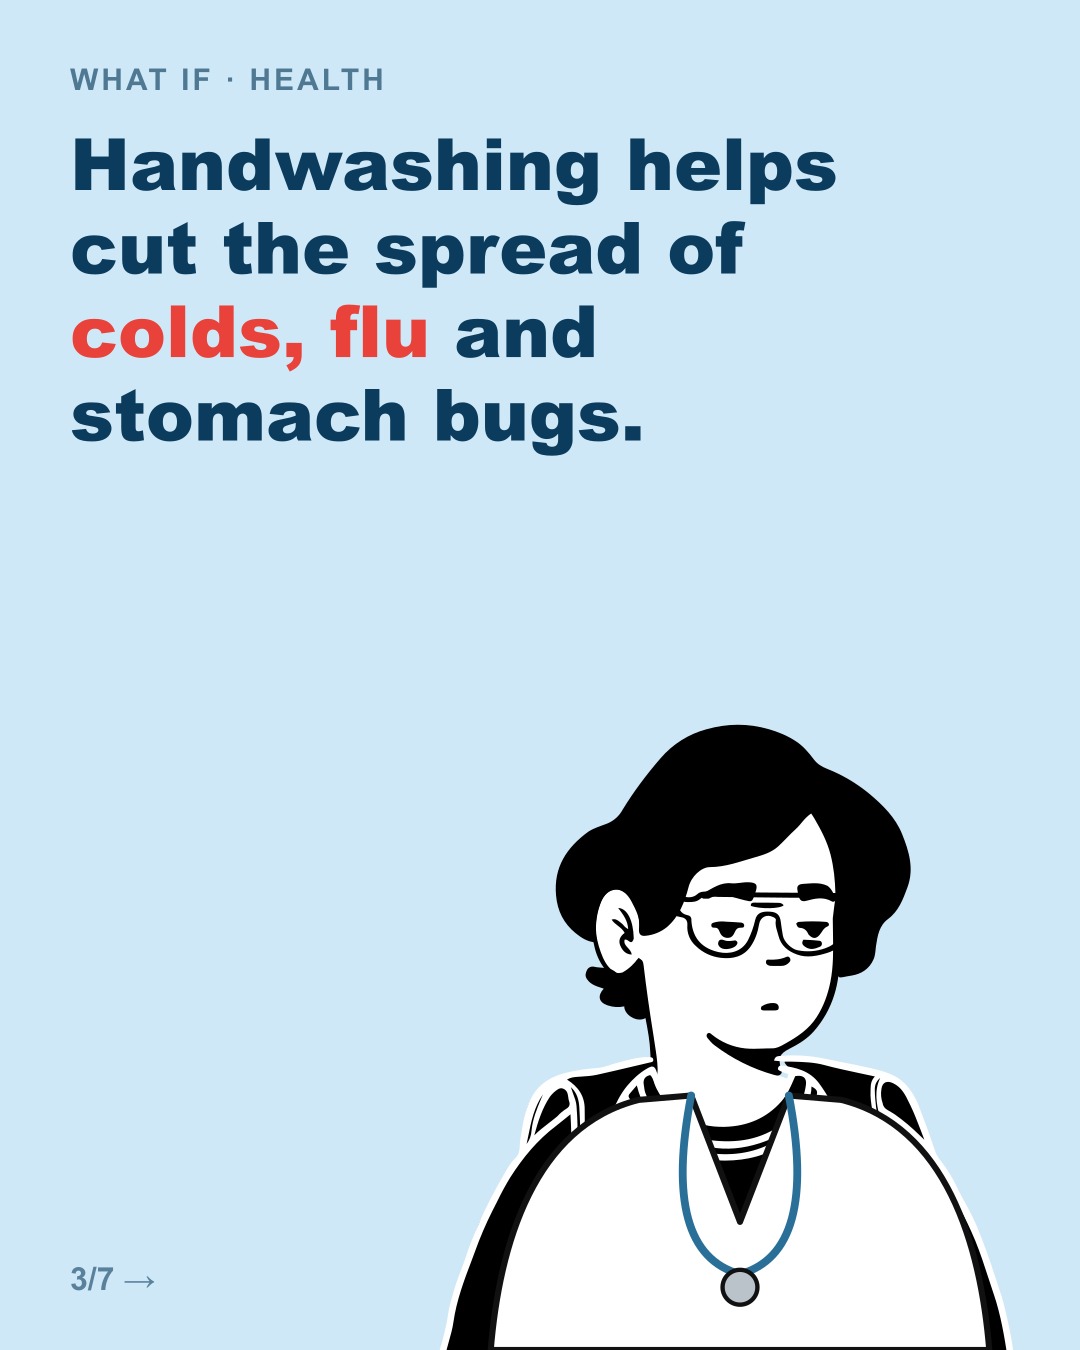 WHAT IF · HEALTH
Handwashing helps
cut the spread of
colds, flu and
stomach bugs.
3/7 →